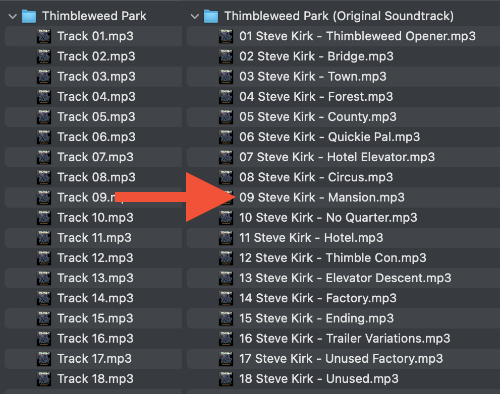 Thimbleweed Park
Track 01.mp3
Track 02.mp3
Track 03.mp3
Track 04.mp3
Track 05.mp3
Track 06.mp3
Track 07.mp3
Track 08.mp3
Track 09.m
Track 10.mp3
Track 11.mp3
Track 12.mp3
Track 13.mp3
Track 14.mp3
Track 15.mp3
Track 16.mp3
Track 17.mp3
Track 18.mp3
Thimbleweed Park (Original Soundtrack)
01 Steve Kirk - Thimbleweed Opener.mp3
02 Steve Kirk - Bridge.mp3
03 Steve Kirk - Town.mp3
04 Steve Kirk - Forest.mp3
05 Steve Kirk - County.mp3
06 Steve Kirk - Quickie Pal.mp3
07 Steve Kirk - Hotel Elevator.mp3
08 Steve Kirk - Circus.mp3
09 Steve Kirk - Mansion.mp3
10 Steve Kirk - No Quarter.mp3
11 Steve Kirk - Hotel.mp3
12 Steve Kirk - Thimble Con.mp3
13 Steve Kirk - Elevator Descent.mp3
14 Steve Kirk - Factory.mp3
15 Steve Kirk - Ending.mp3
16 Steve Kirk - Trailer Variations.mp3
17 Steve Kirk - Unused Factory.mp3
18 Steve Kirk - Unused.mp3